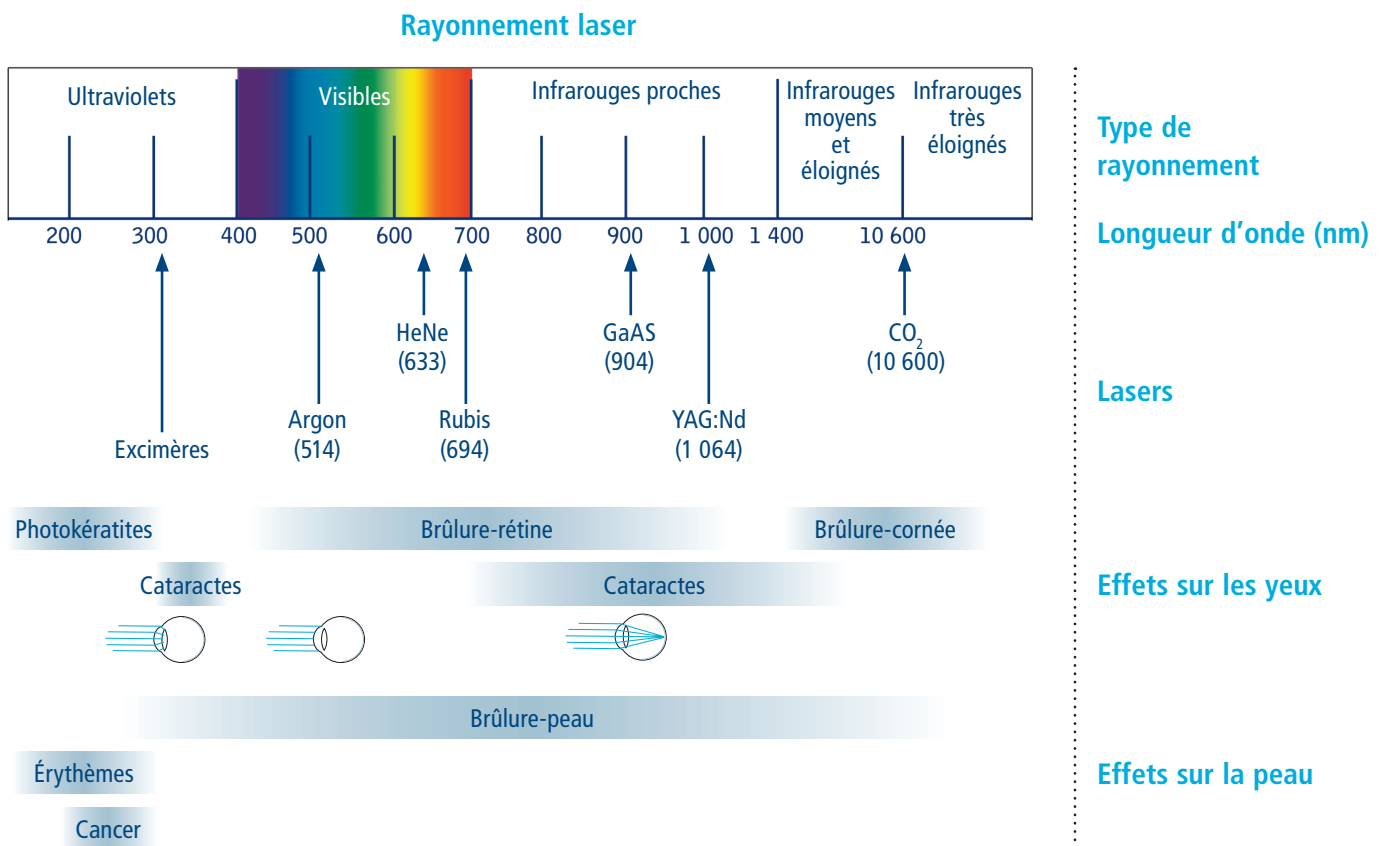 Rayonnement laser
Ultraviolets
Visibles
Infrarouges proches
Infrarouges
moyens
et
éloignés
Infrarouges
très
éloignés
Type de
rayonnement
200 300 400 500 600 700 800 900 1 000 1 400 10 600
Longueur d'onde (nm)
HeNe
(633)
GaAS
(904)
CO2
(10 600)
Excimères
Argon
(514)
Rubis
(694)
YAG:Nd
(1 064)
Lasers
Photokératites
Brûlure-rétine
Brûlure-cornée
Cataractes
Cataractes
Effets sur les yeux
Brûlure-peau
Érythèmes
Effets sur la peau
Cancer